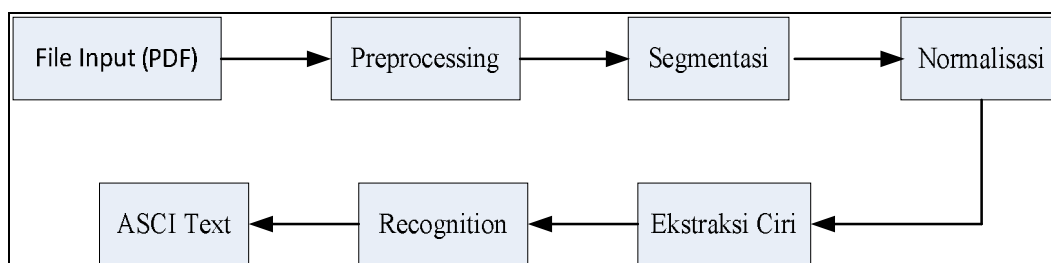 File Input (PDF)
Preprocessing
Segmentasi
Normalisasi
Ekstraksi Ciri
Recognition
ASCI Text